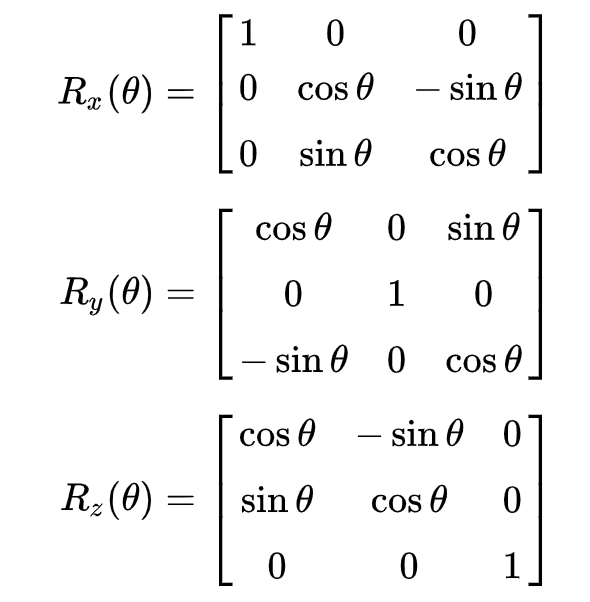 1 0 0
R_x(θ) = 0 cos θ − sin θ
0 sin θ cos θ
cos θ 0 sin θ
R_y(θ) = 0 1 0
− sin θ 0 cos θ
cos θ − sin θ 0
R_z(θ) = sin θ cos θ 0
0 0 1